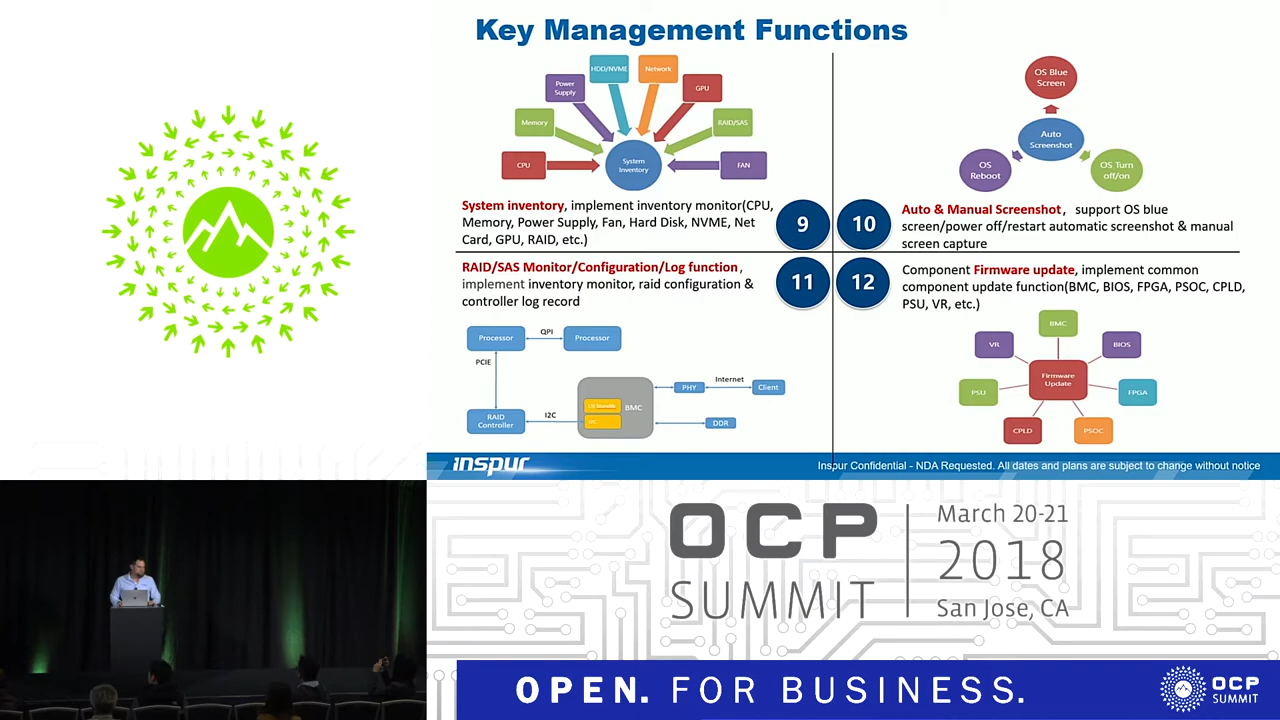 Key Management Functions
HDD/NVME
Network
Power
Supply
GPU
Memory
RAID/SAS
CPU
System
Inventory
FAN
System inventory, implement inventory monitor(CPU,
Memory, Power Supply, Fan, Hard Disk, NVME, Net
Card, GPU, RAID, etc.)
9
OS Blue
Screen
Auto
Screenshot
OS
Reboot
OS Turn
off/on
10
Auto & Manual Screenshot, support OS blue
screen/power off/restart automatic screenshot & manual
screen capture
RAID/SAS Monitor/Configuration/Log function,
implement inventory monitor, raid configuration &
controller log record
11
Processor
QPI
Processor
PCIE
RAID
Controller
I2C
BMC
PHY
Internet
Client
DDR
12
Component Firmware update, implement common
component update function(BMC, BIOS, FPGA, PSOC, CPLD,
PSU, VR, etc.)
BMC
VR
BIOS
Firmware
Update
PSU
FPGA
CPLD
PSOC
inspur
Inspur Confidential - NDA Requested. All dates and plans are subject to change without notice
OCP
SUMMIT
March 20-21
2018
San Jose, CA
OPEN. FOR BUSINESS.
OCP
SUMMIT